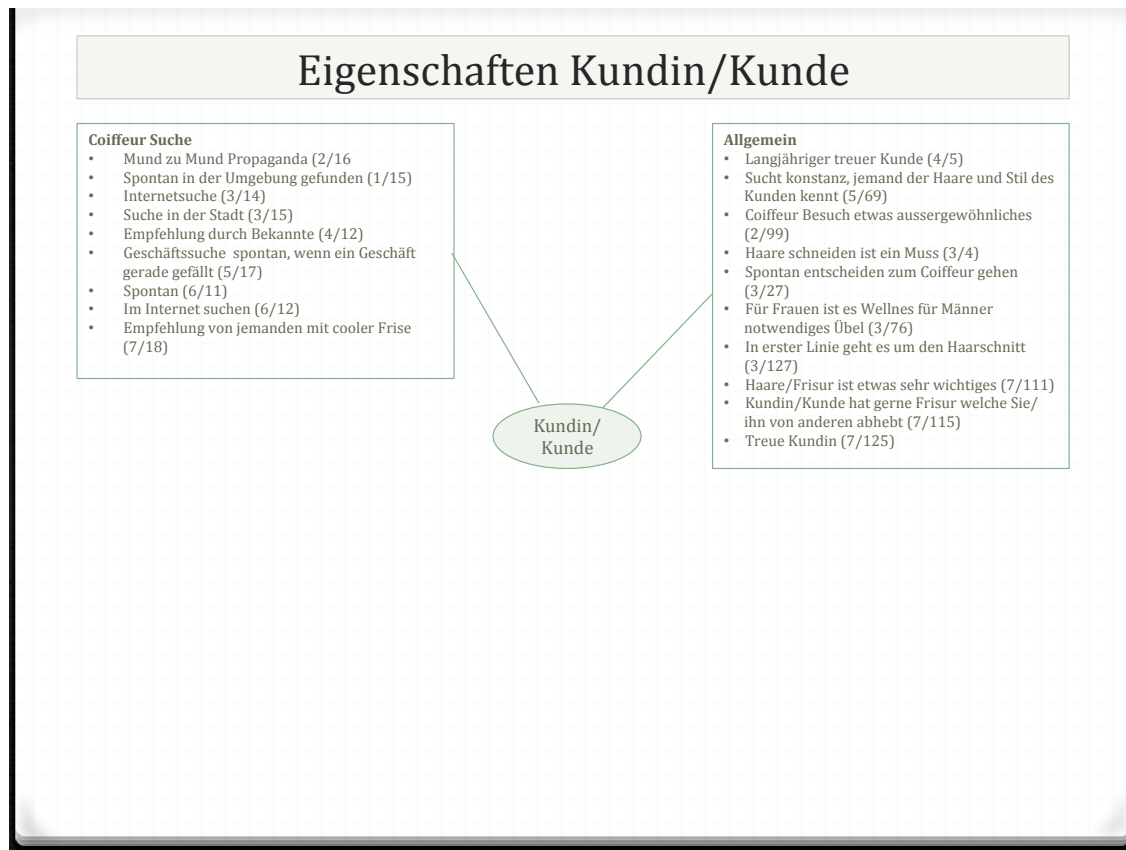 Eigenschaften Kundin/Kunde
Coiffeur Suche
• Mund zu Mund Propaganda (2/16
• Spontan in der Umgebung gefunden (1/15)
• Internetsuche (3/14)
• Suche in der Stadt (3/15)
• Empfehlung durch Bekannte (4/12)
• Geschäftssuche  spontan, wenn ein Geschäft
gerade gefällt (5/17)
• Spontan (6/11)
• Im Internet suchen (6/12)
• Empfehlung von jemanden mit cooler Frise
(7/18)
Allgemein
• Langjähriger treuer Kunde (4/5)
• Sucht konstanz, jemand der Haare und Stil des
Kunden kennt (5/69)
• Coiffeur Besuch etwas aussergewöhnliches
(2/99)
• Haare schneiden ist ein Muss (3/4)
• Spontan entscheiden zum Coiffeur gehen
(3/27)
• Für Frauen ist es Wellnes für Männer
notwendiges Übel (3/76)
• In erster Linie geht es um den Haarschnitt
(3/127)
• Haare/Frisur ist etwas sehr wichtiges (7/111)
• Kundin/Kunde hat gerne Frisur welche Sie/
ihn von anderen abhebt (7/115)
• Treue Kundin (7/125)
Kundin/
Kunde